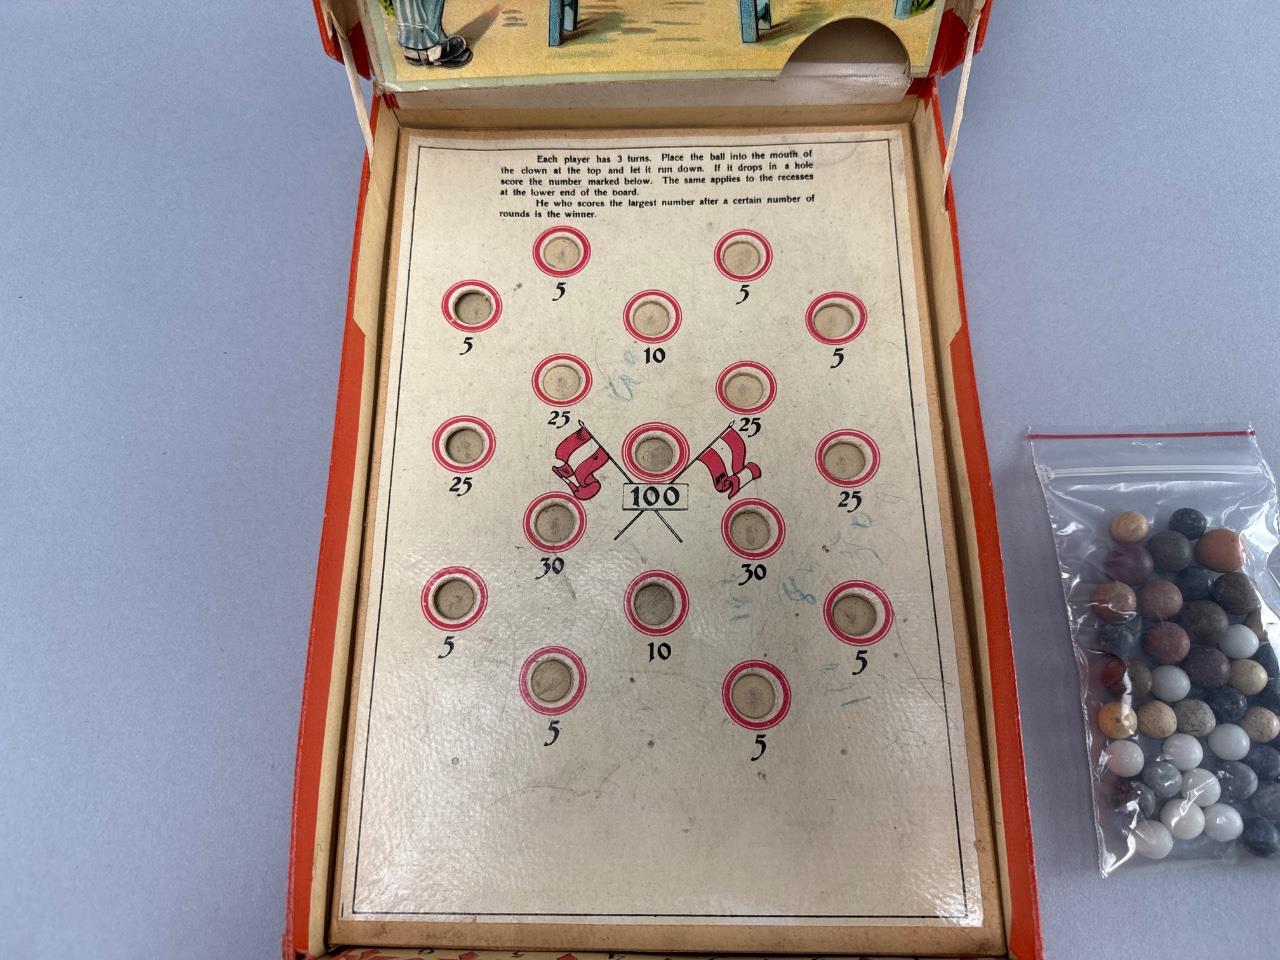 Each player has 3 turns. Place the ball into the mouth of
the clown at the top and let it run down. If it drops in a hole
score the number marked below. The same applies to the recesses
at the lower end of the board.
He who scores the largest number after a certain number of
rounds is the winner.
5 5
5 10 5
25 25
25 100 25
30 30
5 10 5
5 5